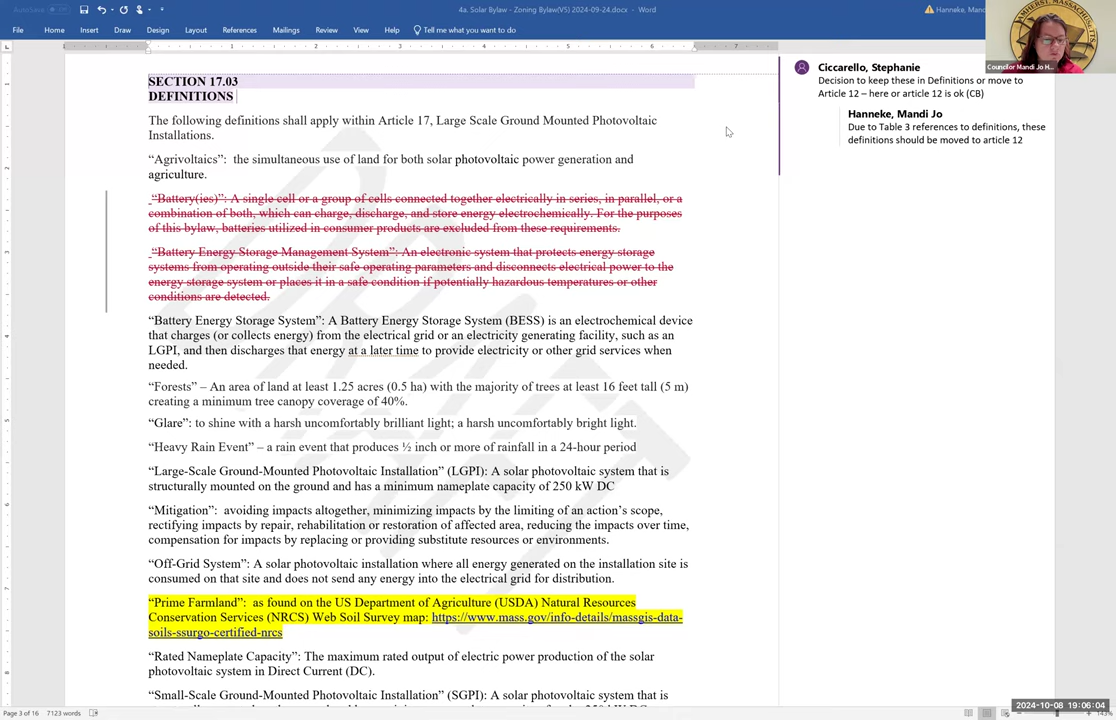 AutoSave Off
4a. Solar Bylaw - Zoning Bylaw(V5) 2024-09-24.docx - Word
Hanneke, Mandi Jo
File Home Insert Draw Design Layout References Mailings Review View Help Tell me what you want to do
AMHERST, MASSACHUSETTS
Councilor Mandi Jo H...
SECTION 17.03
DEFINITIONS
The following definitions shall apply within Article 17, Large Scale Ground Mounted Photovoltaic
Installations.
“Agrivoltaics”: the simultaneous use of land for both solar photovoltaic power generation and
agriculture.
“Battery(ies)”: A single cell or a group of cells connected together electrically in series, in parallel, or a
combination of both, which can charge, discharge, and store energy electrochemically. For the purposes
of this bylaw, batteries utilized in consumer products are excluded from these requirements.
“Battery Energy Storage Management System”: An electronic system that protects energy storage
systems from operating outside their safe operating parameters and disconnects electrical power to the
energy storage system or places it in a safe condition if potentially hazardous temperatures or other
conditions are detected.
“Battery Energy Storage System”: A Battery Energy Storage System (BESS) is an electrochemical device
that charges (or collects energy) from the electrical grid or an electricity generating facility, such as an
LGPI, and then discharges that energy at a later time to provide electricity or other grid services when
needed.
“Forests” – An area of land at least 1.25 acres (0.5 ha) with the majority of trees at least 16 feet tall (5 m)
creating a minimum tree canopy coverage of 40%.
“Glare”: to shine with a harsh uncomfortably brilliant light; a harsh uncomfortably bright light.
“Heavy Rain Event” – a rain event that produces ½ inch or more of rainfall in a 24-hour period
“Large-Scale Ground-Mounted Photovoltaic Installation” (LGPI): A solar photovoltaic system that is
structurally mounted on the ground and has a minimum nameplate capacity of 250 kW DC
“Mitigation”: avoiding impacts altogether, minimizing impacts by the limiting of an action’s scope,
rectifying impacts by repair, rehabilitation or restoration of affected area, reducing the impacts over time,
compensation for impacts by replacing or providing substitute resources or environments.
“Off-Grid System”: A solar photovoltaic installation where all energy generated on the installation site is
consumed on that site and does not send any energy into the electrical grid for distribution.
“Prime Farmland”: as found on the US Department of Agriculture (USDA) Natural Resources
Conservation Services (NRCS) Web Soil Survey map: https://www.mass.gov/info-details/massgis-data-
soils-ssurgo-certified-nrcs
“Rated Nameplate Capacity”: The maximum rated output of electric power production of the solar
photovoltaic system in Direct Current (DC).
“Small-Scale Ground-Mounted Photovoltaic Installation” (SGPI): A solar photovoltaic system that is
Ciccarello, Stephanie
Decision to keep these in Definitions or move to
Article 12 – here or article 12 is ok (CB)
Hanneke, Mandi Jo
Due to Table 3 references to definitions, these
definitions should be moved to article 12
DRAFT
Page 3 of 16 7123 words
2024-10-08 19:06:04